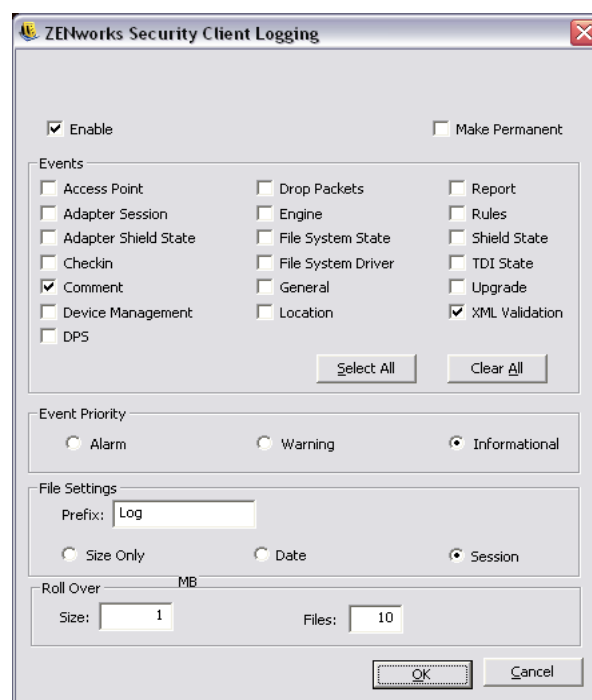 ZENworks Security Client Logging
Enable Make Permanent
Events
Access Point Drop Packets Report
Adapter Session Engine Rules
Adapter Shield State File System State Shield State
Checkin File System Driver TDI State
Comment General Upgrade
Device Management Location XML Validation
DPS
Select All Clear All
Event Priority
Alarm Warning Informational
File Settings
Prefix: Log
Size Only Date Session
Roll Over MB
Size: 1 Files: 10
OK Cancel